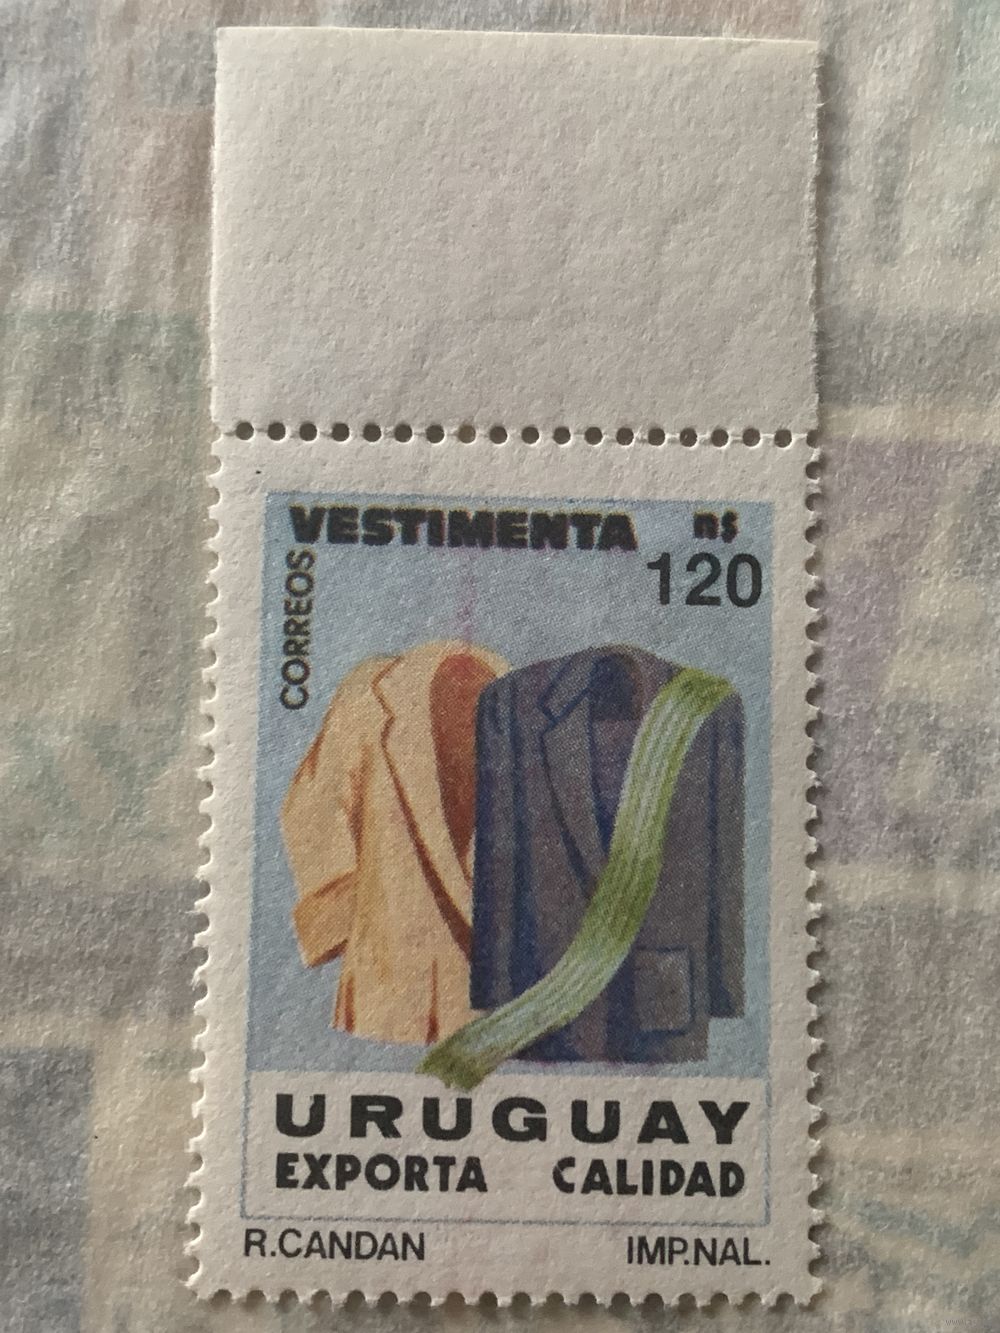 VESTIMENTA
n$
120
CORREOS
URUGUAY
EXPORTA CALIDAD
R.CANDAN IMP.NAL.